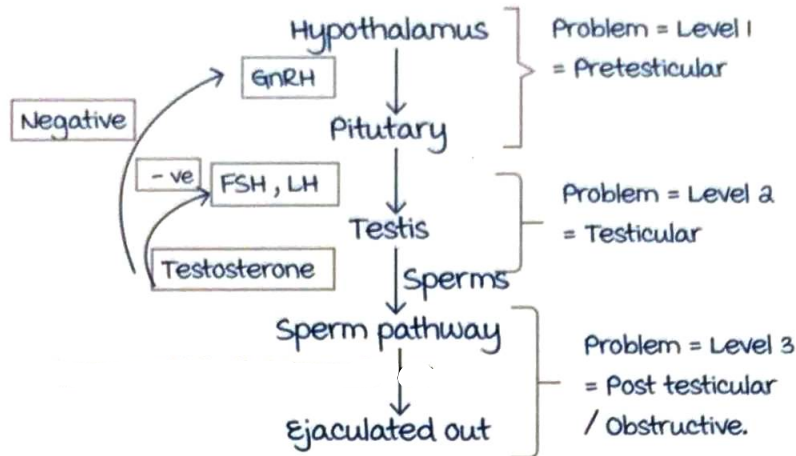 Hypothalamus
Problem = Level 1
= Pretesticular
GnRH
Negative
Pitutary
- ve
FSH, LH
Problem = Level 2
= Testicular
Testis
Testosterone
Sperms
Sperm pathway
Problem = Level 3
= Post testicular
/ Obstructive.
Ejaculated out